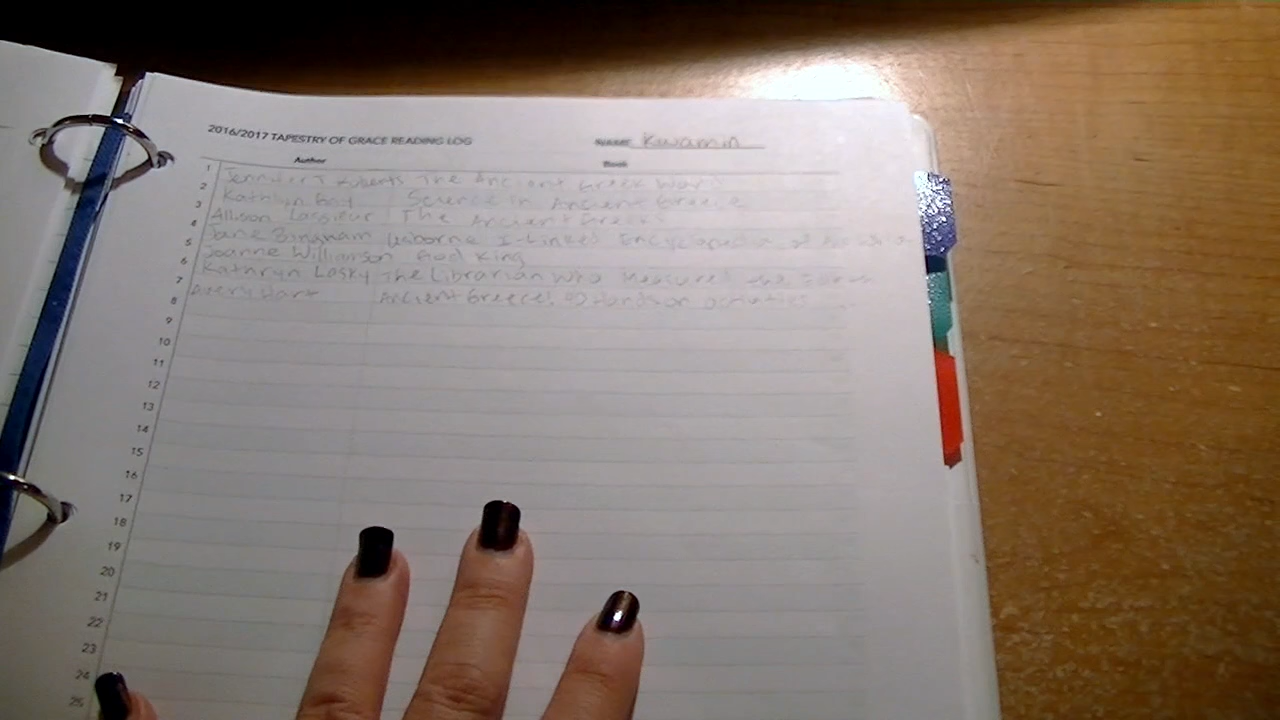 2016/2017 TAPESTRY OF GRACE READING LOG NAME Kwamin
Author Book
1 Jennifer T Roberts The Ancient Greek World
2 Kathlyn Gay Science in Ancient Greece
3 Allison Lassieur The Ancient Greeks
4 Jane Bingham Usborne I-Linked Encyclopedia of
5 Joanne Williamson God King
6 Kathryn Lasky The Librarian Who Measured the Earth
7 Avery Hart Ancient Greece! 40 Hands on activities
8
9
10
11
12
13
14
15
16
17
18
19
20
21
22
23
24
25